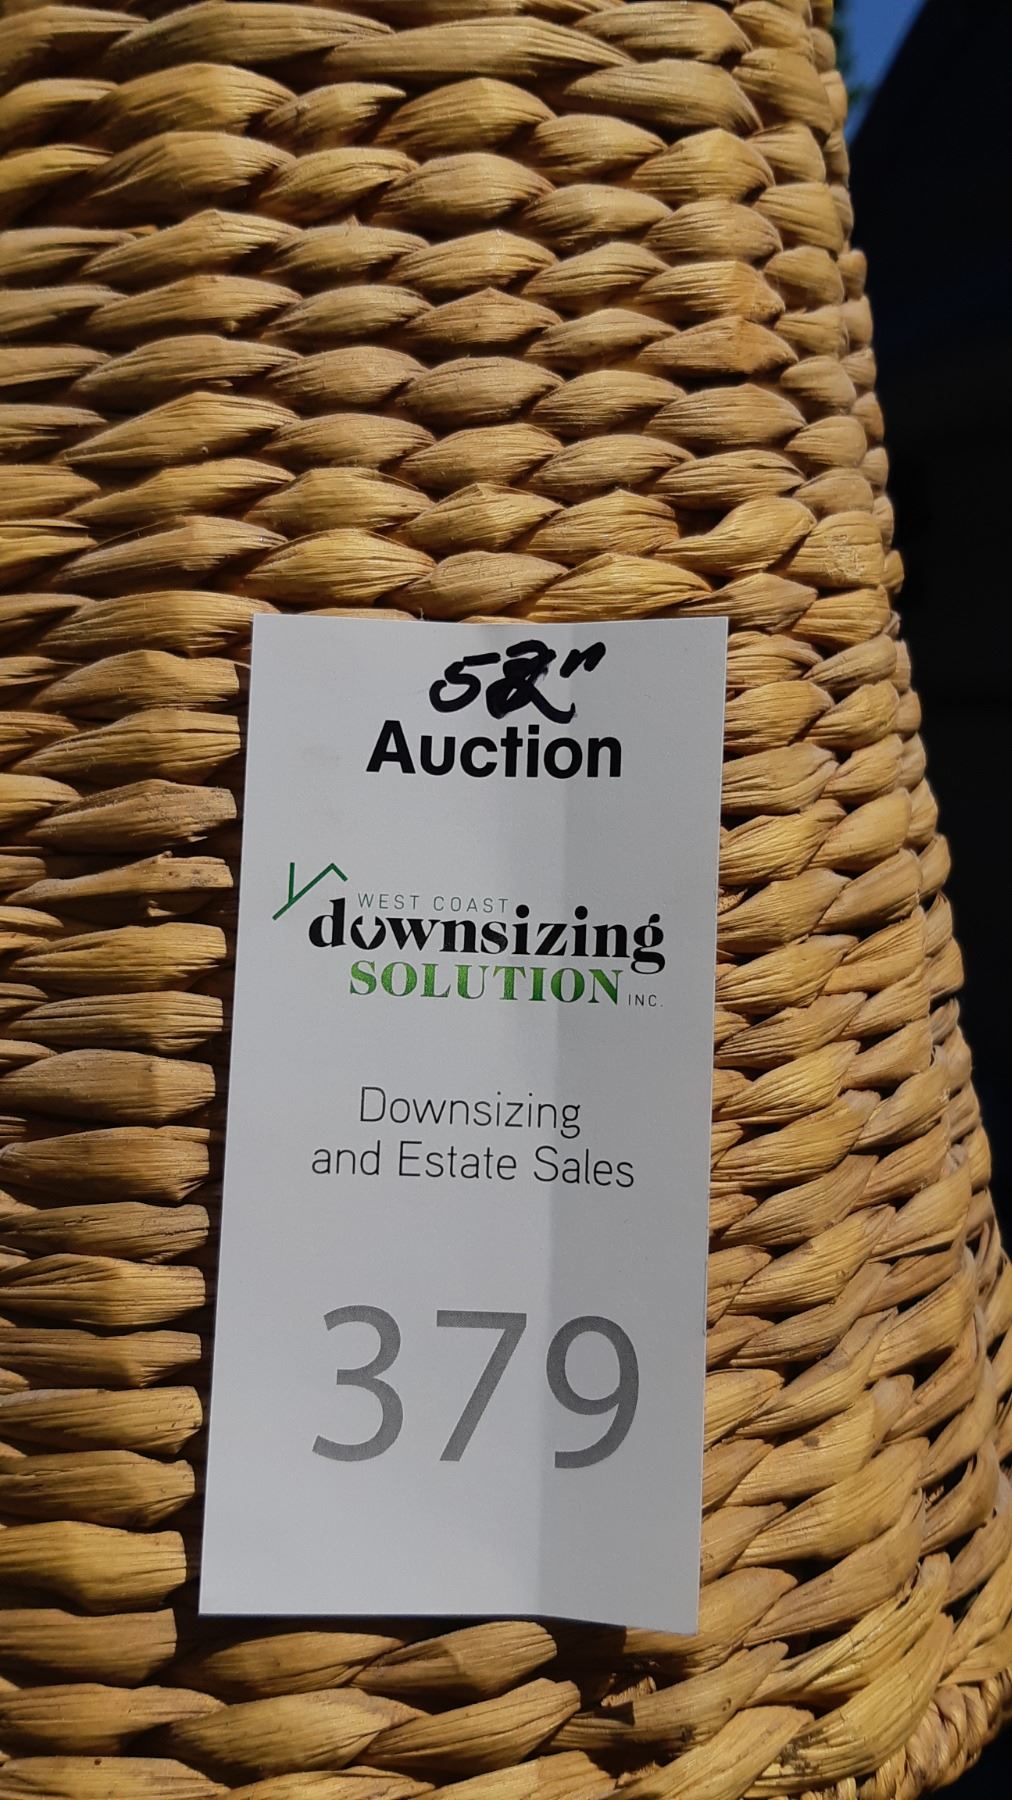 52"
Auction
WEST COAST
downsizing
SOLUTION INC.
Downsizing
and Estate Sales
379